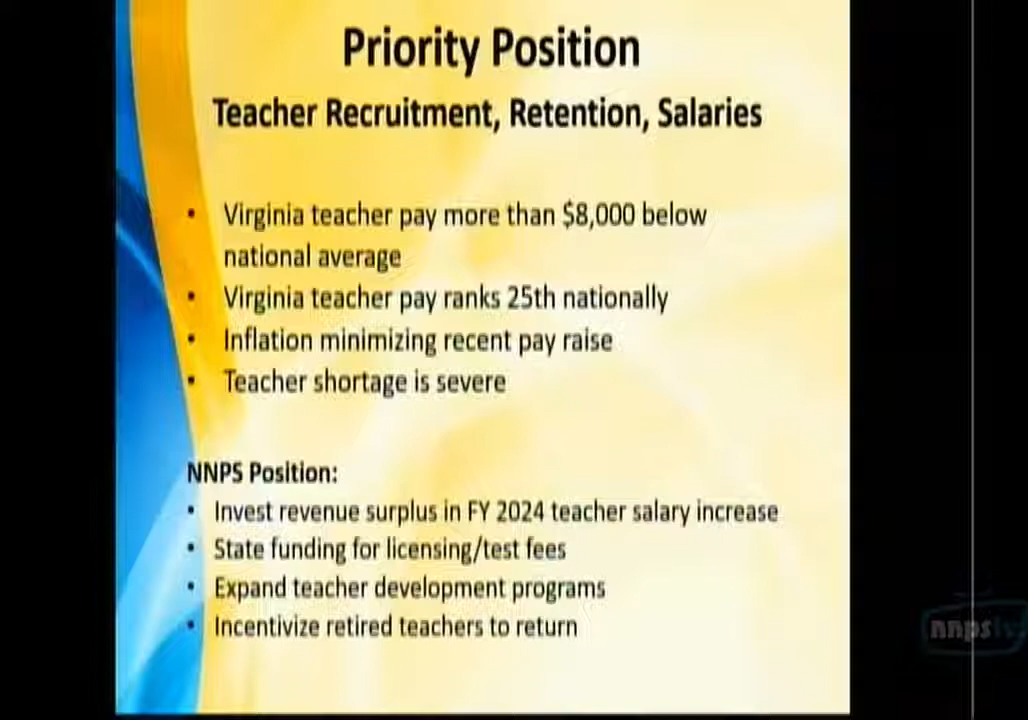 Priority Position
Teacher Recruitment, Retention, Salaries
• Virginia teacher pay more than $8,000 below
national average
• Virginia teacher pay ranks 25th nationally
• Inflation minimizing recent pay raise
• Teacher shortage is severe
NNPS Position:
• Invest revenue surplus in FY 2024 teacher salary increase
• State funding for licensing/test fees
• Expand teacher development programs
• Incentivize retired teachers to return
nnpstv